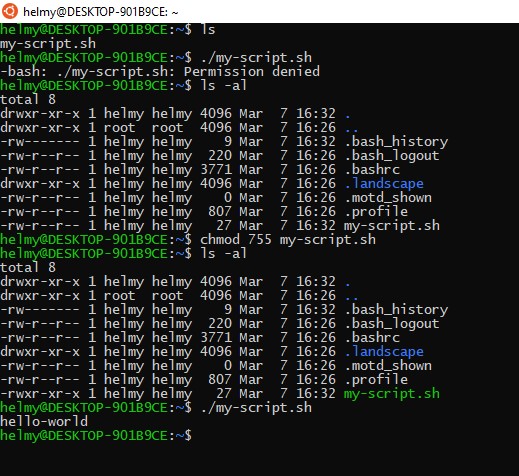 helmy@DESKTOP-901B9CE: ~
helmy@DESKTOP-901B9CE:~$ ls
my-script.sh
helmy@DESKTOP-901B9CE:~$ ./my-script.sh
-bash: ./my-script.sh: Permission denied
helmy@DESKTOP-901B9CE:~$ ls -al
total 8
drwxr-xr-x 1 helmy helmy 4096 Mar  7 16:32 .
drwxr-xr-x 1 root  root  4096 Mar  7 16:26 ..
-rw------- 1 helmy helmy    9 Mar  7 16:32 .bash_history
-rw-r--r-- 1 helmy helmy  220 Mar  7 16:26 .bash_logout
-rw-r--r-- 1 helmy helmy 3771 Mar  7 16:26 .bashrc
drwxr-xr-x 1 helmy helmy 4096 Mar  7 16:26 .landscape
-rw-r--r-- 1 helmy helmy    0 Mar  7 16:26 .motd_shown
-rw-r--r-- 1 helmy helmy  807 Mar  7 16:26 .profile
-rw-r--r-- 1 helmy helmy   27 Mar  7 16:32 my-script.sh
helmy@DESKTOP-901B9CE:~$ chmod 755 my-script.sh
helmy@DESKTOP-901B9CE:~$ ls -al
total 8
drwxr-xr-x 1 helmy helmy 4096 Mar  7 16:32 .
drwxr-xr-x 1 root  root  4096 Mar  7 16:26 ..
-rw------- 1 helmy helmy    9 Mar  7 16:32 .bash_history
-rw-r--r-- 1 helmy helmy  220 Mar  7 16:26 .bash_logout
-rw-r--r-- 1 helmy helmy 3771 Mar  7 16:26 .bashrc
drwxr-xr-x 1 helmy helmy 4096 Mar  7 16:26 .landscape
-rw-r--r-- 1 helmy helmy    0 Mar  7 16:26 .motd_shown
-rw-r--r-- 1 helmy helmy  807 Mar  7 16:26 .profile
-rwxr-xr-x 1 helmy helmy   27 Mar  7 16:32 my-script.sh
helmy@DESKTOP-901B9CE:~$ ./my-script.sh
hello-world
helmy@DESKTOP-901B9CE:~$